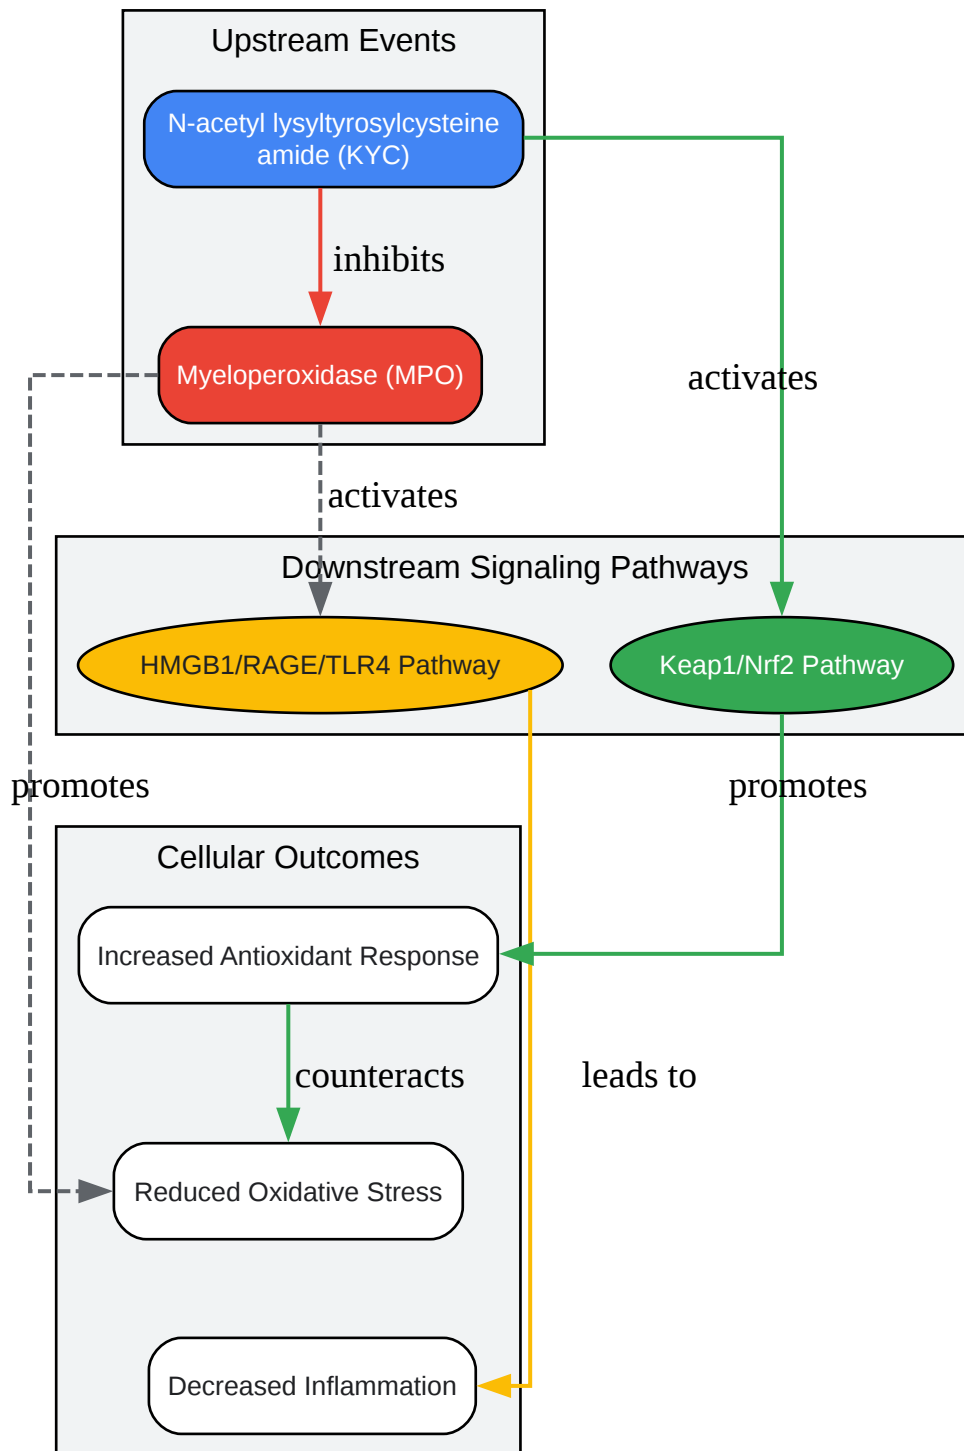 Upstream Events
N-acetyl lysyltyrosylcysteine
amide (KYC)
inhibits
Myeloperoxidase (MPO)
activates
activates
Downstream Signaling Pathways
HMGB1/RAGE/TLR4 Pathway
Keap1/Nrf2 Pathway
promotes
promotes
Cellular Outcomes
Increased Antioxidant Response
counteracts
leads to
Reduced Oxidative Stress
Decreased Inflammation